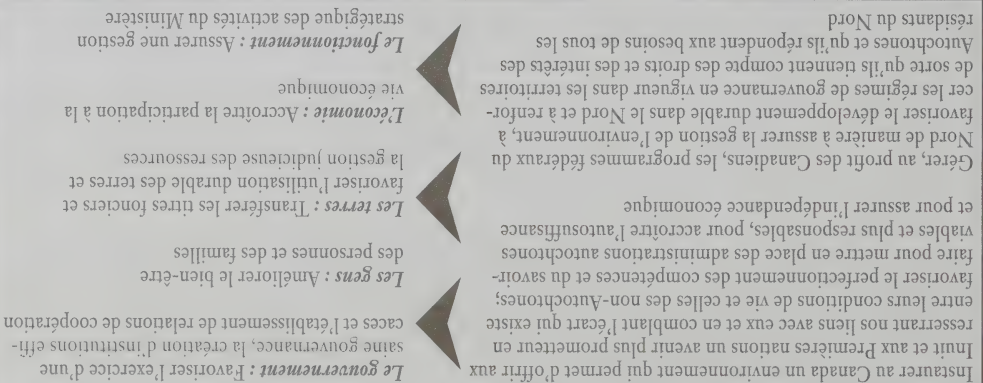 Le gouvernement : Favoriser l'exercice d'une
saine gouvernance, la création d'institutions effi-
caces et l'établissement de relations de coopération
Les gens : Améliorer le bien-être
des personnes et des familles
Les terres : Transférer les titres fonciers et
favoriser l'utilisation durable des terres et
la gestion judicieuse des ressources
L'économie : Accroître la participation à la
vie économique
Le fonctionnement : Assurer une gestion
stratégique des activités du Ministère
Instaurer au Canada un environnement qui permet d'offrir aux
Inuit et aux Premières nations un avenir plus prometteur en
resserrant nos liens avec eux et en comblant l'écart qui existe
entre leurs conditions de vie et celles des non-Autochtones;
favoriser le perfectionnement des compétences et du savoir-
faire pour mettre en place des administrations autochtones
viables et plus responsables, pour accroître l'autosuffisance
et pour assurer l'indépendance économique
Gérer, au profit des Canadiens, les programmes fédéraux du
Nord de manière à assurer la gestion de l'environnement, à
favoriser le développement durable dans le Nord et à renfor-
cer les régimes de gouvernance en vigueur dans les territoires
de sorte qu'ils tiennent compte des droits et des intérêts des
Autochtones et qu'ils répondent aux besoins de tous les
résidants du Nord